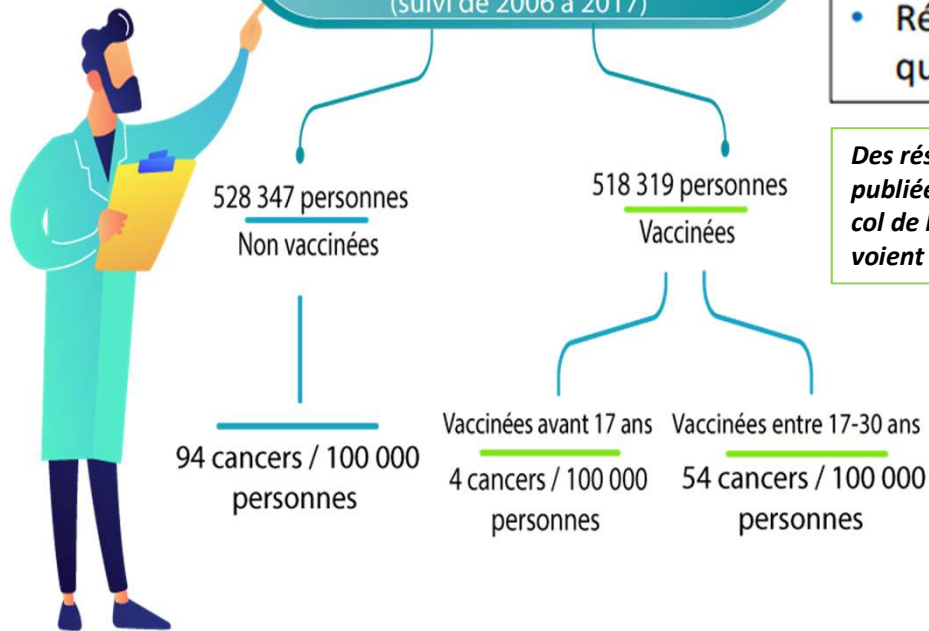 (suivi de 2006 à 2017)
• Ré
qu
Des rés
publiée
col de l
voient
528 347 personnes
Non vaccinées
518 319 personnes
Vaccinées
94 cancers / 100 000
personnes
Vaccinées avant 17 ans
4 cancers / 100 000
personnes
Vaccinées entre 17-30 ans
54 cancers / 100 000
personnes